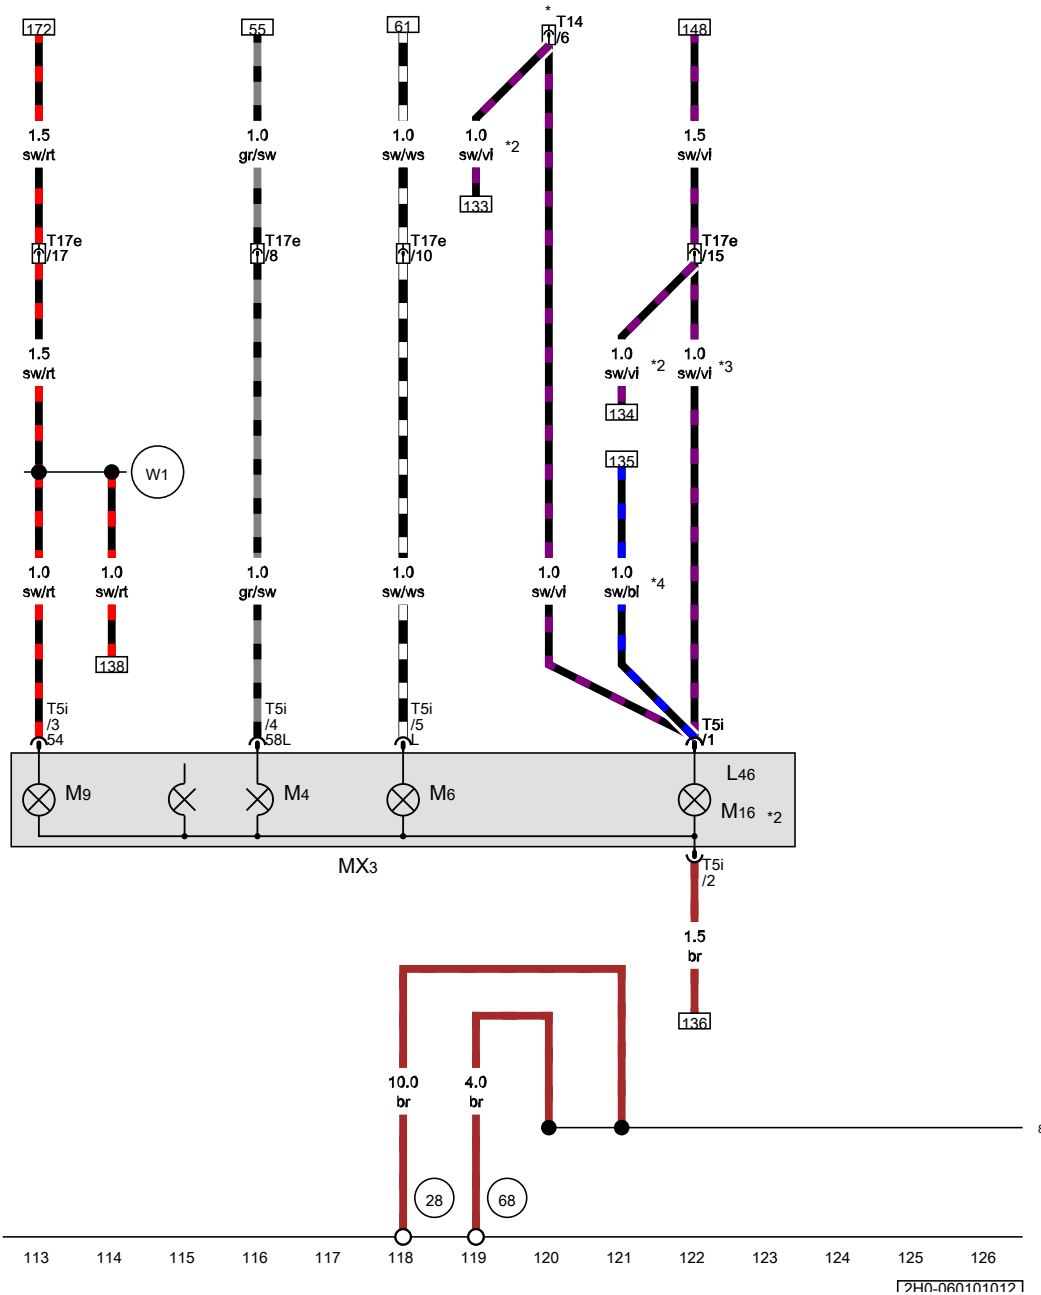 172
55
61
*
T14
/6
148
1.5
sw/rt
1.0
gr/sw
1.0
sw/ws
1.0
sw/vi
*2
1.5
sw/vi
133
T17e
/17
T17e
/8
T17e
/10
T17e
/15
1.5
sw/rt
1.0
sw/vi
*2
1.0
sw/vi
*3
134
135
W1
1.0
sw/rt
1.0
sw/rt
1.0
gr/sw
1.0
sw/ws
1.0
sw/vi
1.0
sw/bl
*4
138
T5i
/3
54
T5i
/4
58L
T5i
/5
L
T5i
/1
M9
M4
M6
L46
M16
*2
MX3
T5i
/2
1.5
br
136
10.0
br
4.0
br
28
68
113 114 115 116 117 118 119 120 121 122 123 124 125 126
2H0-060101012